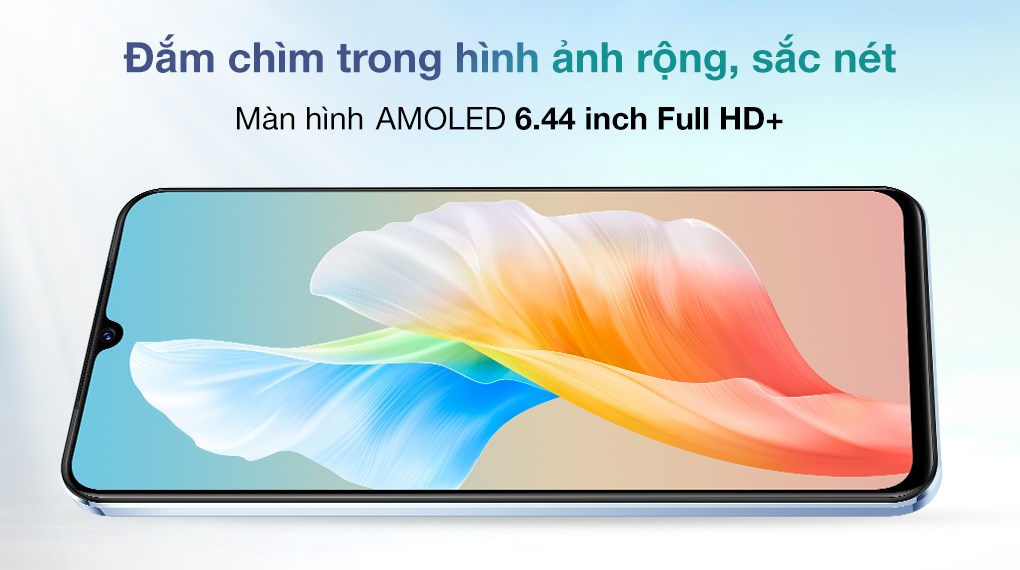 Đắm chìm trong hình ảnh rộng, sắc nét
Màn hình AMOLED 6.44 inch Full HD+